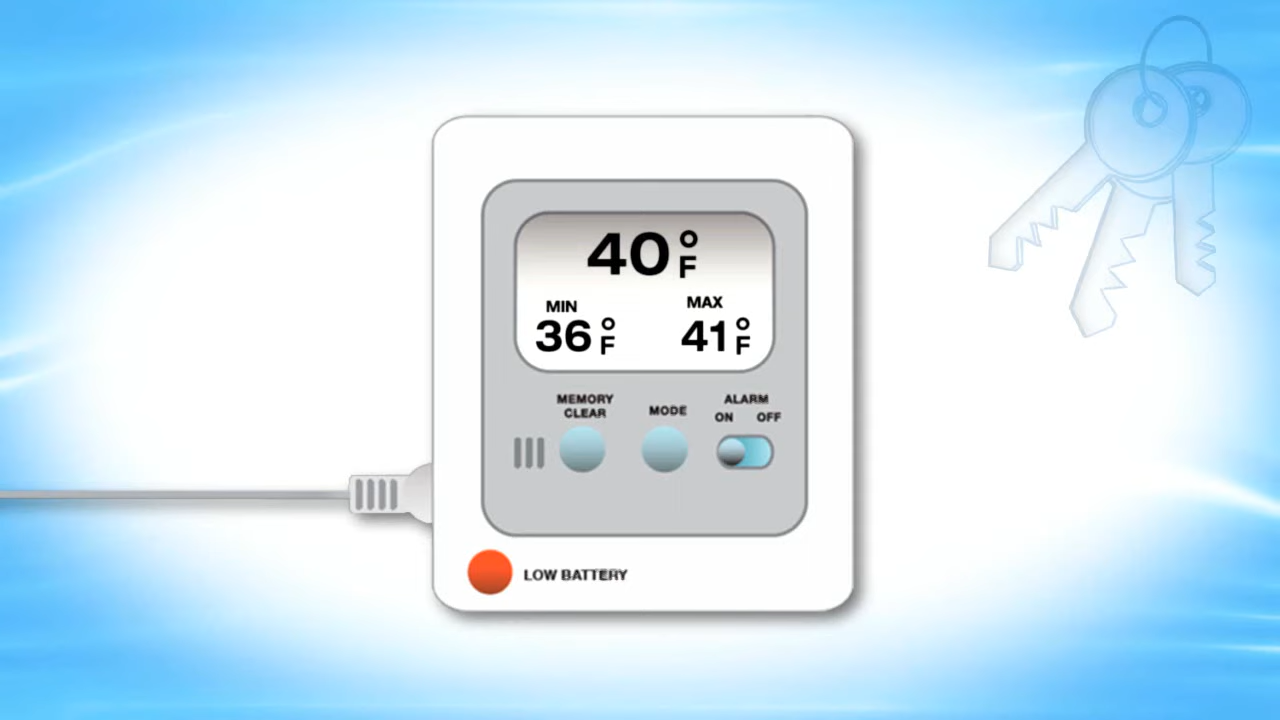 40 °F
MIN MAX
36 °F 41 °F
MEMORY CLEAR
MODE
ALARM
ON OFF
LOW BATTERY